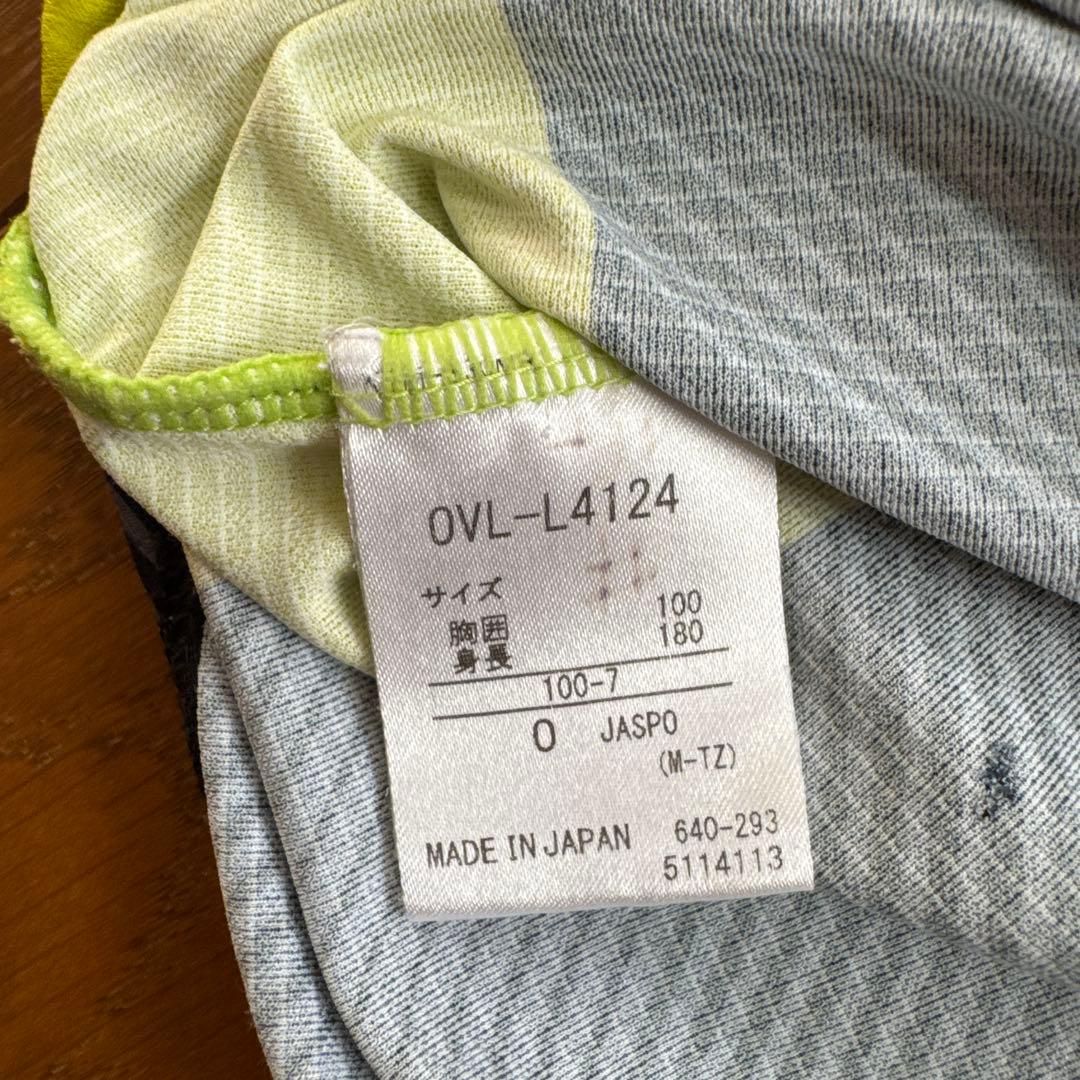 OVL-L4124
サイズ
胸囲 100
身長 180
100-7
O JASPO
(M-TZ)
MADE IN JAPAN 640-293
5114113